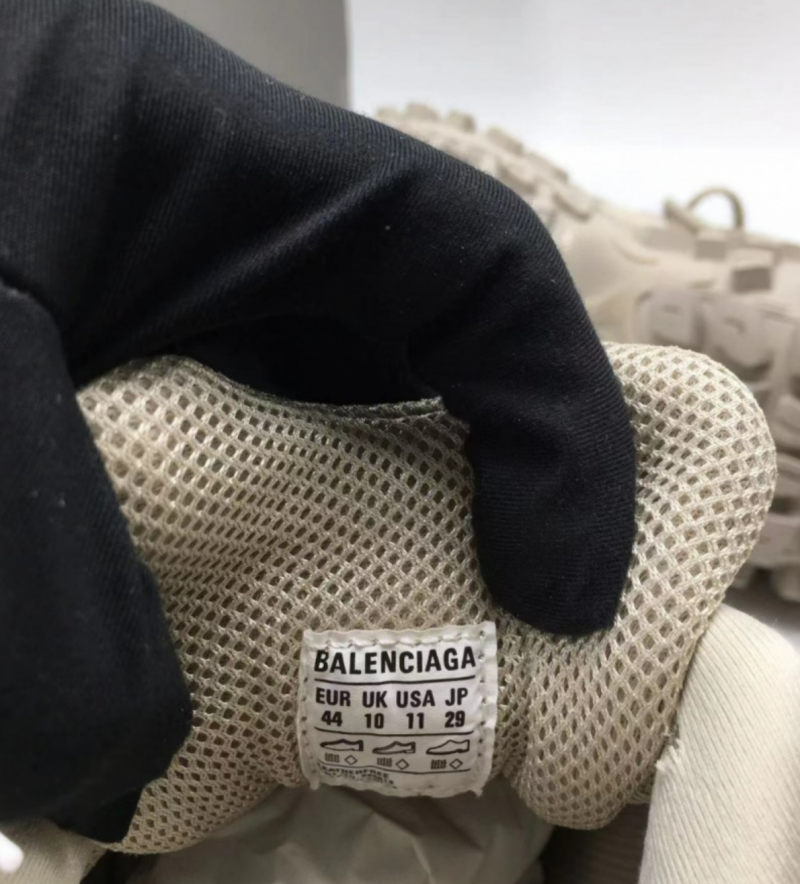 BALENCIAGA
EUR UK USA JP
44 10 11 29